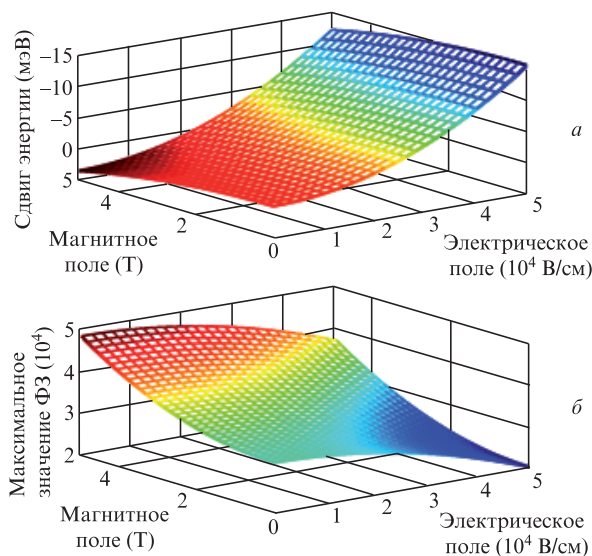 −15
−10
−5
0
5
Сдвиг энергии (мэВ)
4
2
0
Магнитное
поле (Т)
1
2
3
4
5
Электрическое
поле (10⁴ В/см)
а
5
4
3
2
Максимальное
значение ФЗ (10⁴)
4
2
0
Магнитное
поле (Т)
1
2
3
4
5
Электрическое
поле (10⁴ В/см)
б